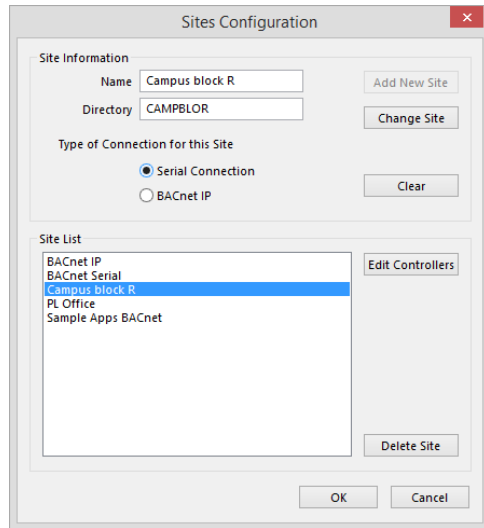 Sites Configuration
Site Information
Name Campus block R Add New Site
Directory CAMPBLOR Change Site
Type of Connection for this Site
Serial Connection
BACnet IP Clear
Site List
BACnet IP Edit Controllers
BACnet Serial
Campus block R
PL Office
Sample Apps BACnet
Delete Site
OK Cancel